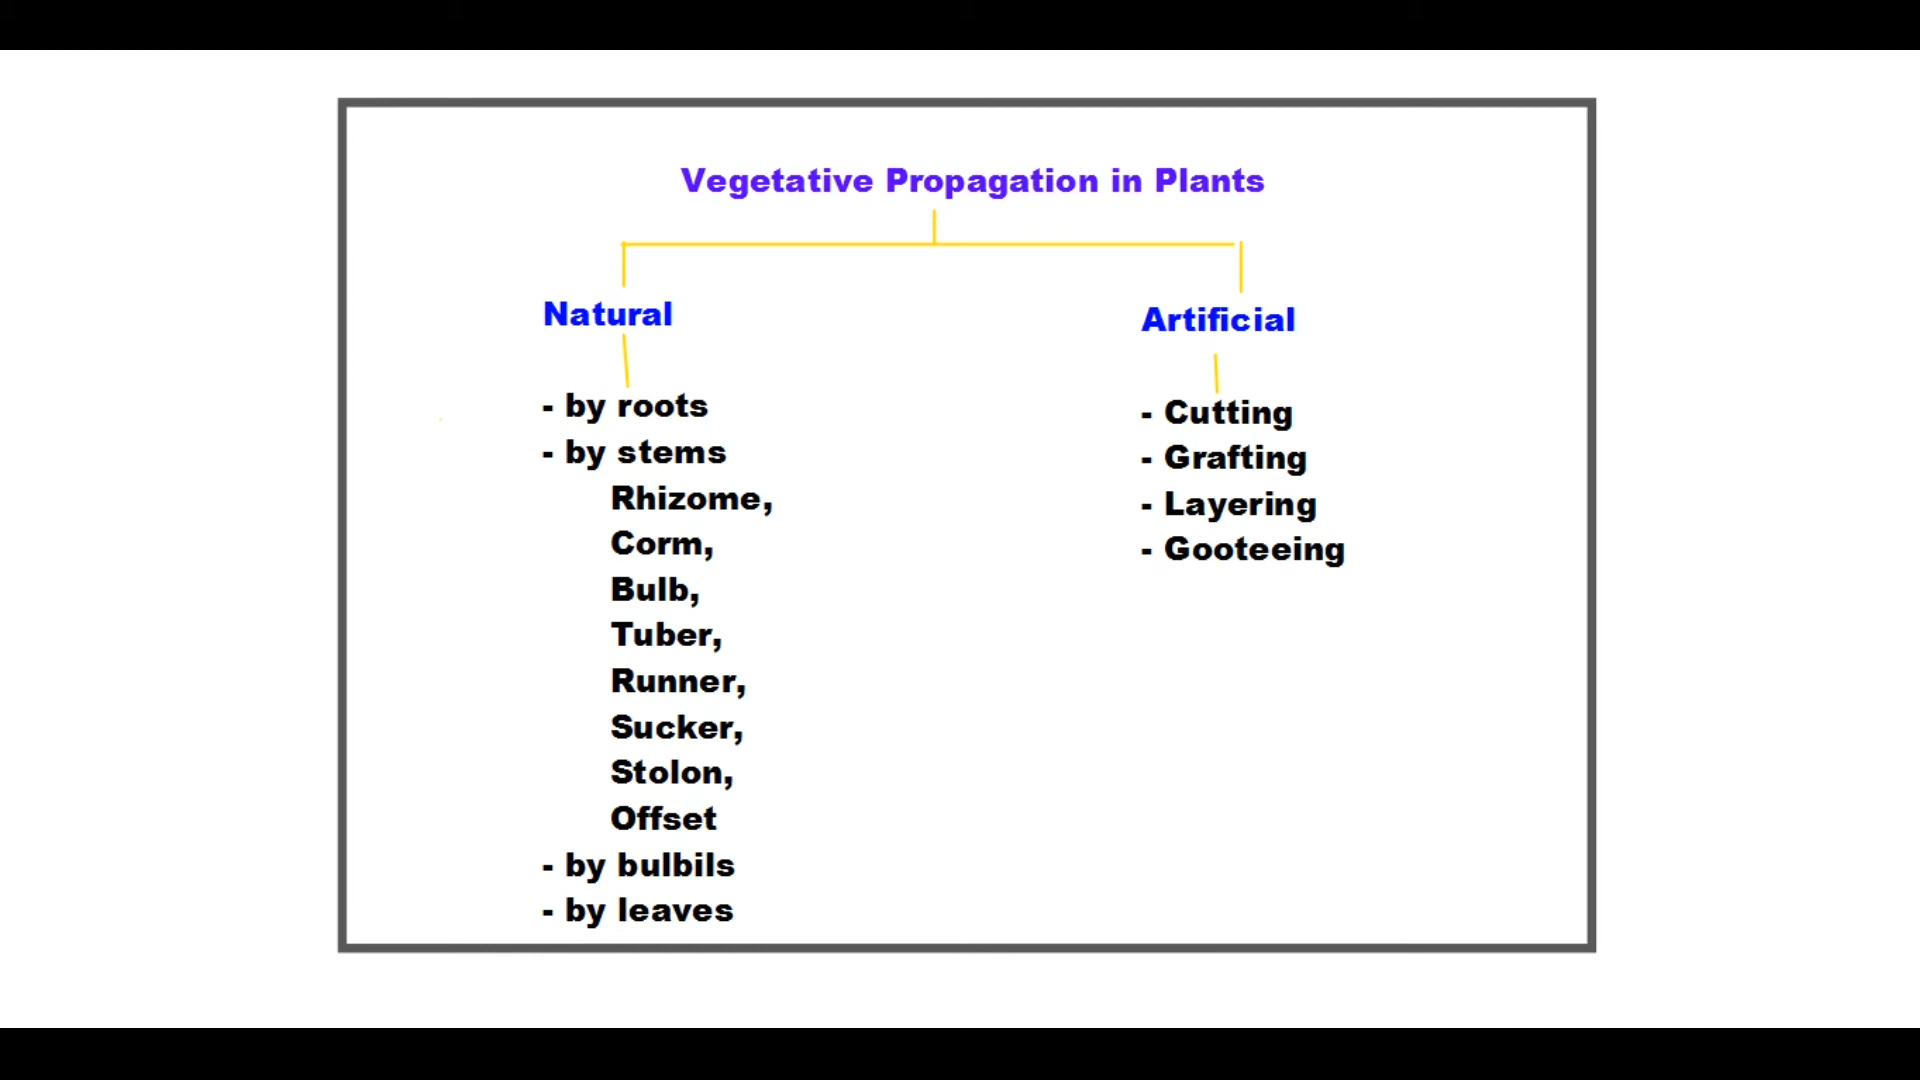 Vegetative Propagation in Plants
Natural
- by roots
- by stems
Rhizome,
Corm,
Bulb,
Tuber,
Runner,
Sucker,
Stolon,
Offset
- by bulbils
- by leaves
Artificial
- Cutting
- Grafting
- Layering
- Gooteeing